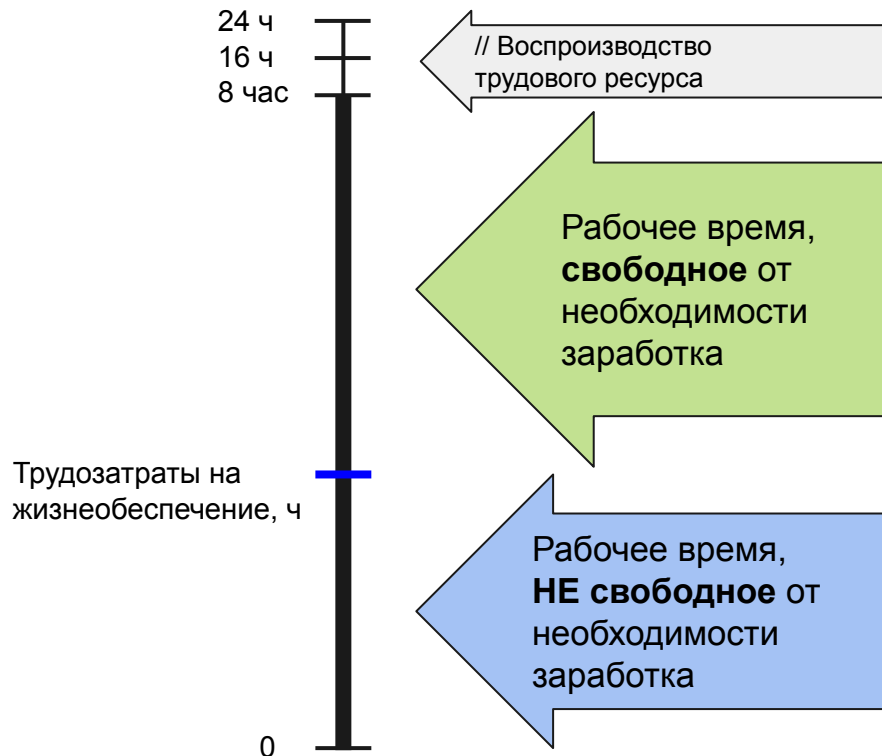 24 ч
16 ч
8 час
// Воспроизводство
трудового ресурса
Рабочее время,
свободное от
необходимости
заработка
Трудозатраты на
жизнеобеспечение, ч
Рабочее время,
НЕ свободное от
необходимости
заработка
0